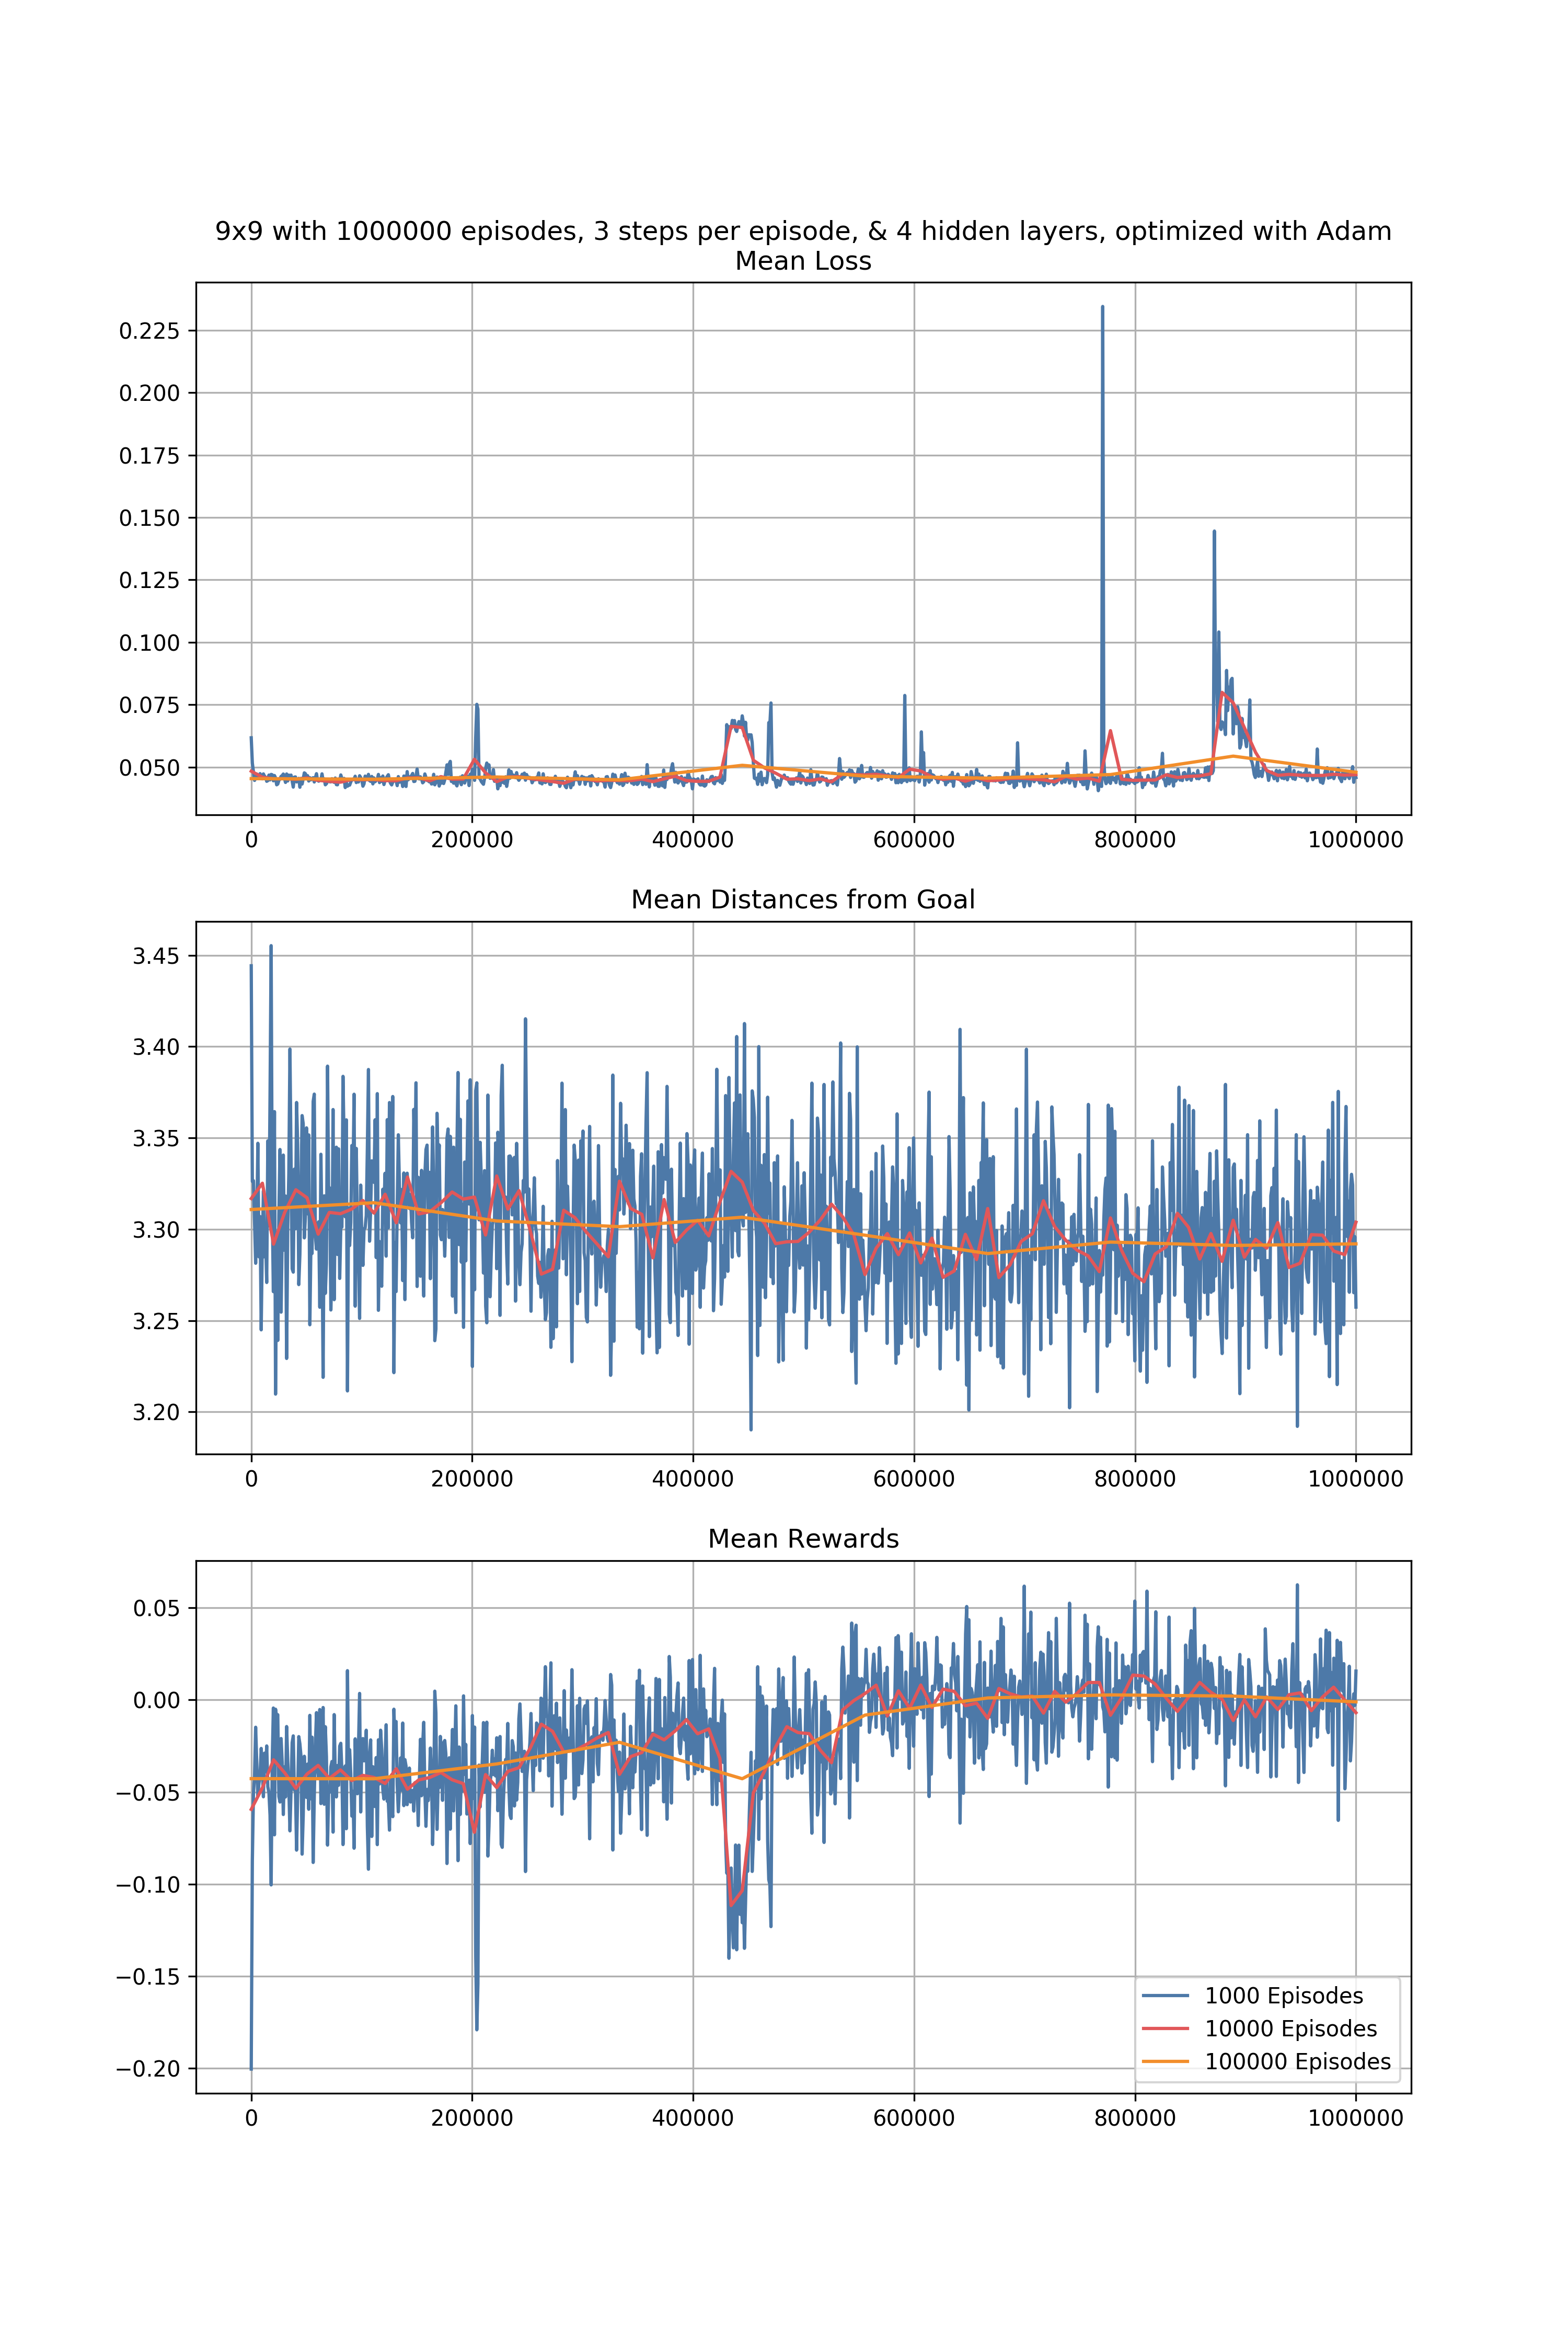 9x9 with 1000000 episodes, 3 steps per episode, & 4 hidden layers, optimized with Adam
Mean Loss
0.225
0.200
0.175
0.150
0.125
0.100
0.075
0.050
0 200000 400000 600000 800000 1000000
Mean Distances from Goal
3.45
3.40
3.35
3.30
3.25
3.20
0 200000 400000 600000 800000 1000000
Mean Rewards
0.05
0.00
−0.05
−0.10
−0.15
−0.20
1000 Episodes
10000 Episodes
100000 Episodes
0 200000 400000 600000 800000 1000000